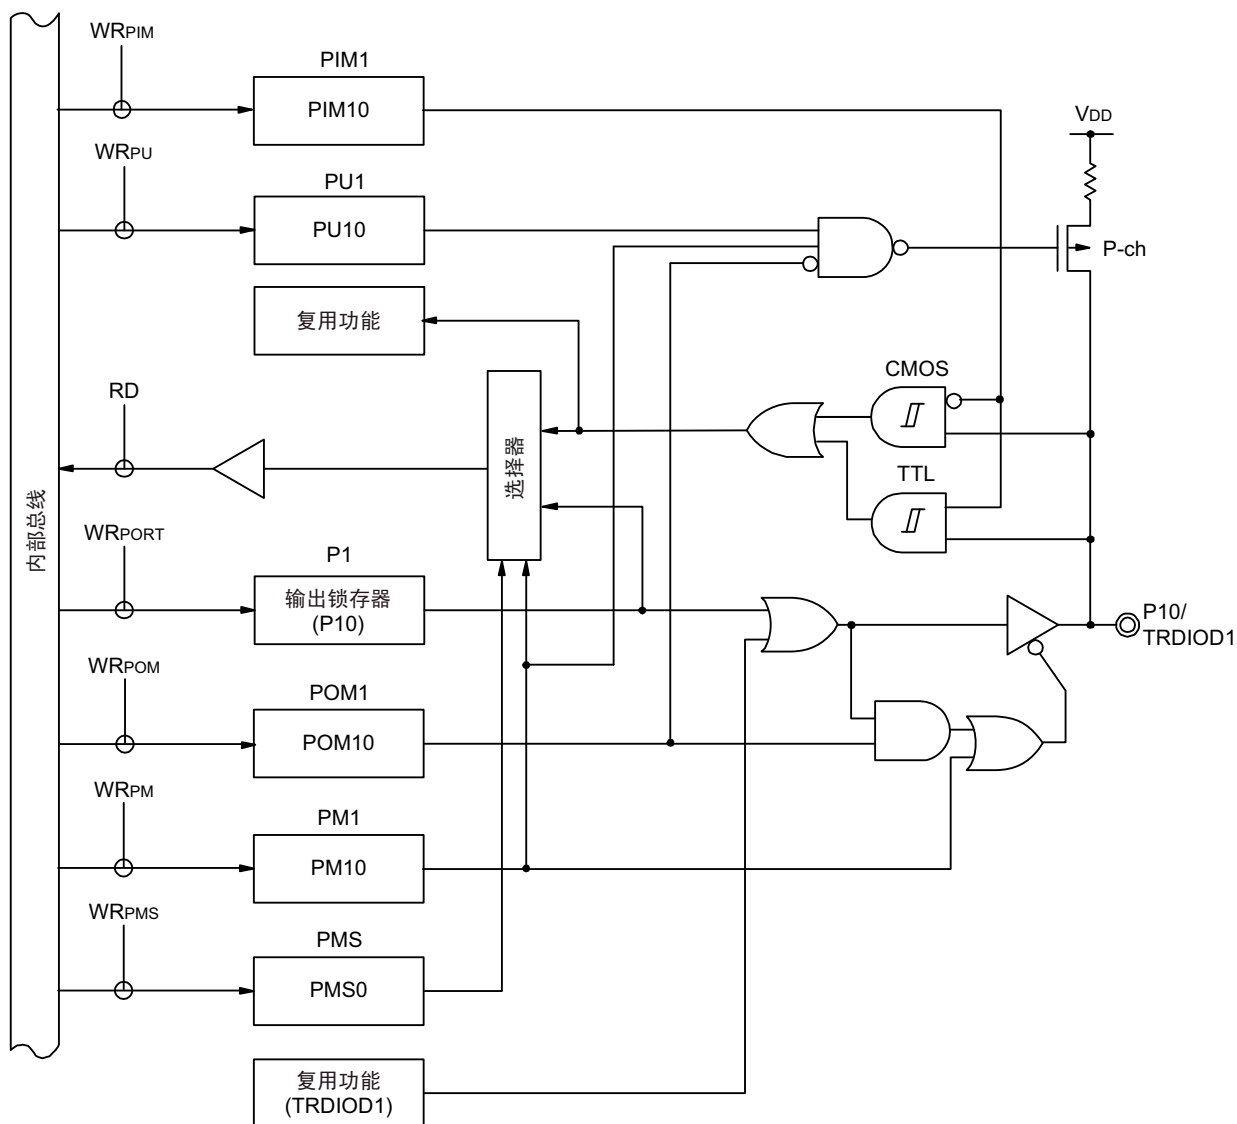 WRPIM
PIM1
PIM10
VDD
WRPU
PU1
PU10
P-ch
复用功能
CMOS
RD
选择器
TTL
内部总线
WRPORT
P1
输出锁存器
(P10)
P10/
TRDIOD1
WRPOM
POM1
POM10
WRPM
PM1
PM10
WRPMS
PMS
PMS0
复用功能
(TRDIOD1)